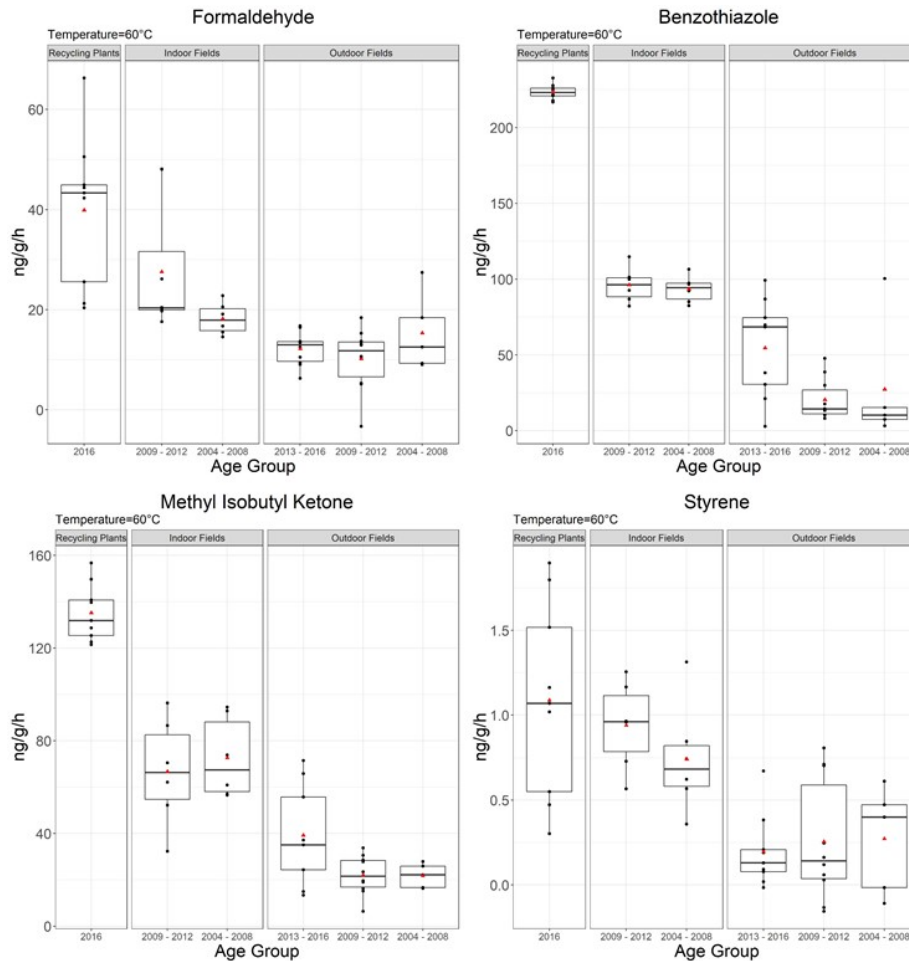 Formaldehyde
Temperature=60°C
Recycling Plants Indoor Fields Outdoor Fields
60
40
20
0
ng/g/h
2016 2009 - 2012 2004 - 2008 2013 - 2016 2009 - 2012 2004 - 2008
Age Group
Benzothiazole
Temperature=60°C
Recycling Plants Indoor Fields Outdoor Fields
200
150
100
50
0
ng/g/h
2016 2009 - 2012 2004 - 2008 2013 - 2016 2009 - 2012 2004 - 2008
Age Group
Methyl Isobutyl Ketone
Temperature=60°C
Recycling Plants Indoor Fields Outdoor Fields
160
120
80
40
0
ng/g/h
2016 2009 - 2012 2004 - 2008 2013 - 2016 2009 - 2012 2004 - 2008
Age Group
Styrene
Temperature=60°C
Recycling Plants Indoor Fields Outdoor Fields
1.5
1.0
0.5
0.0
ng/g/h
2016 2009 - 2012 2004 - 2008 2013 - 2016 2009 - 2012 2004 - 2008
Age Group